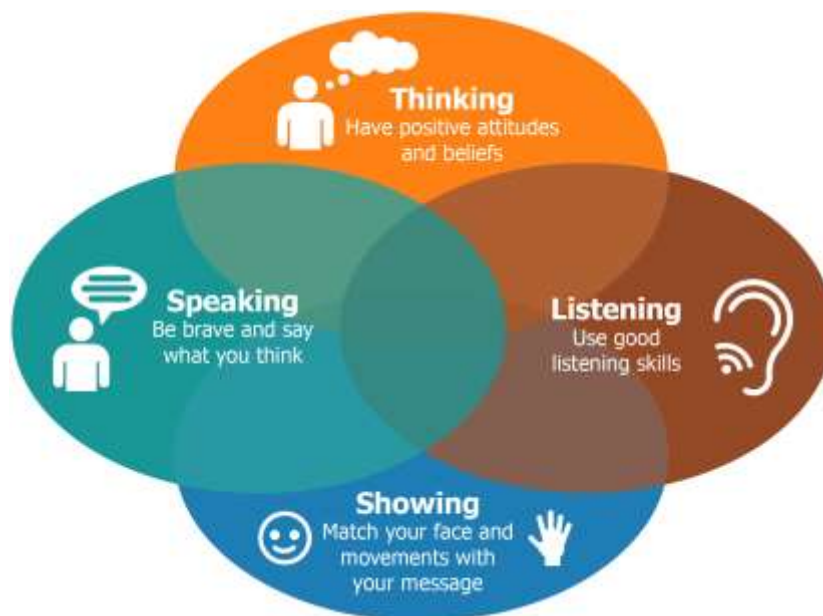 Thinking
Have positive attitudes
and beliefs
Speaking
Be brave and say
what you think
Listening
Use good
listening skills
Showing
Match your face and
movements with
your message